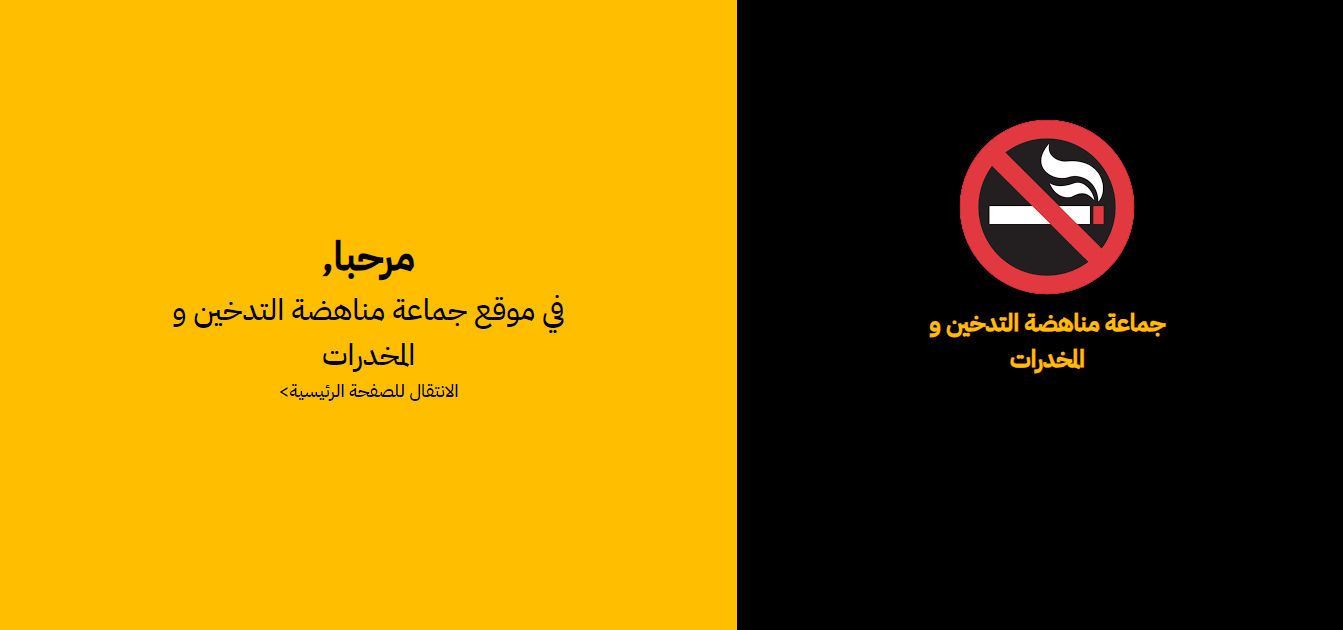 جماعة مناهضة التدخين و
المخدرات
مرحبا,
في موقع جماعة مناهضة التدخين و
المخدرات
الانتقال للصفحة الرئيسية>